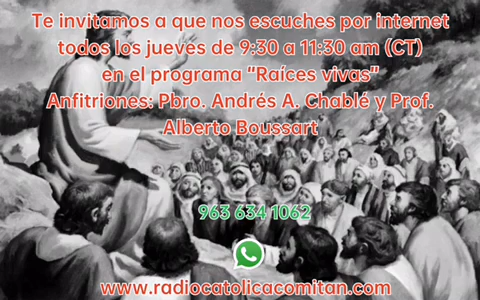 Te invitamos a que nos escuches por internet
todos los jueves de 9:30 a 11:30 am (CT)
en el programa "Raíces vivas"
Anfitriones: Pbro. Andrés A. Chablé y Prof.
Alberto Boussart
963 634 1062
www.radiocatolicacomitan.com